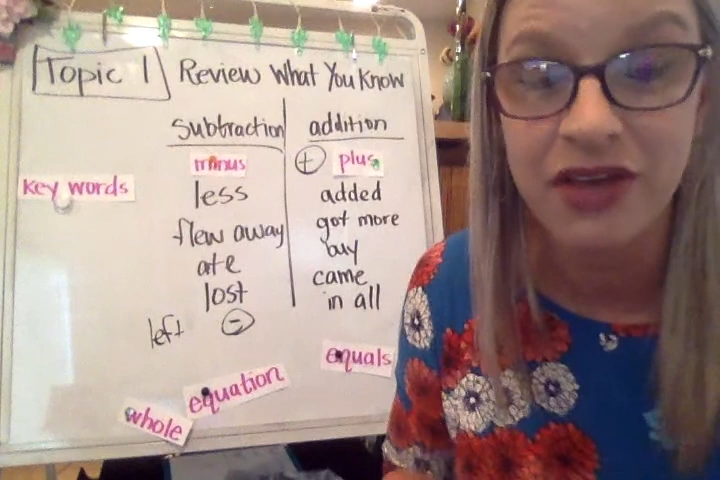 Topic 1 Review What You Know
subtraction addition
minus + plus
key words
less added
flew away got more
ate buy
lost came
left - in all
equals
equation
whole